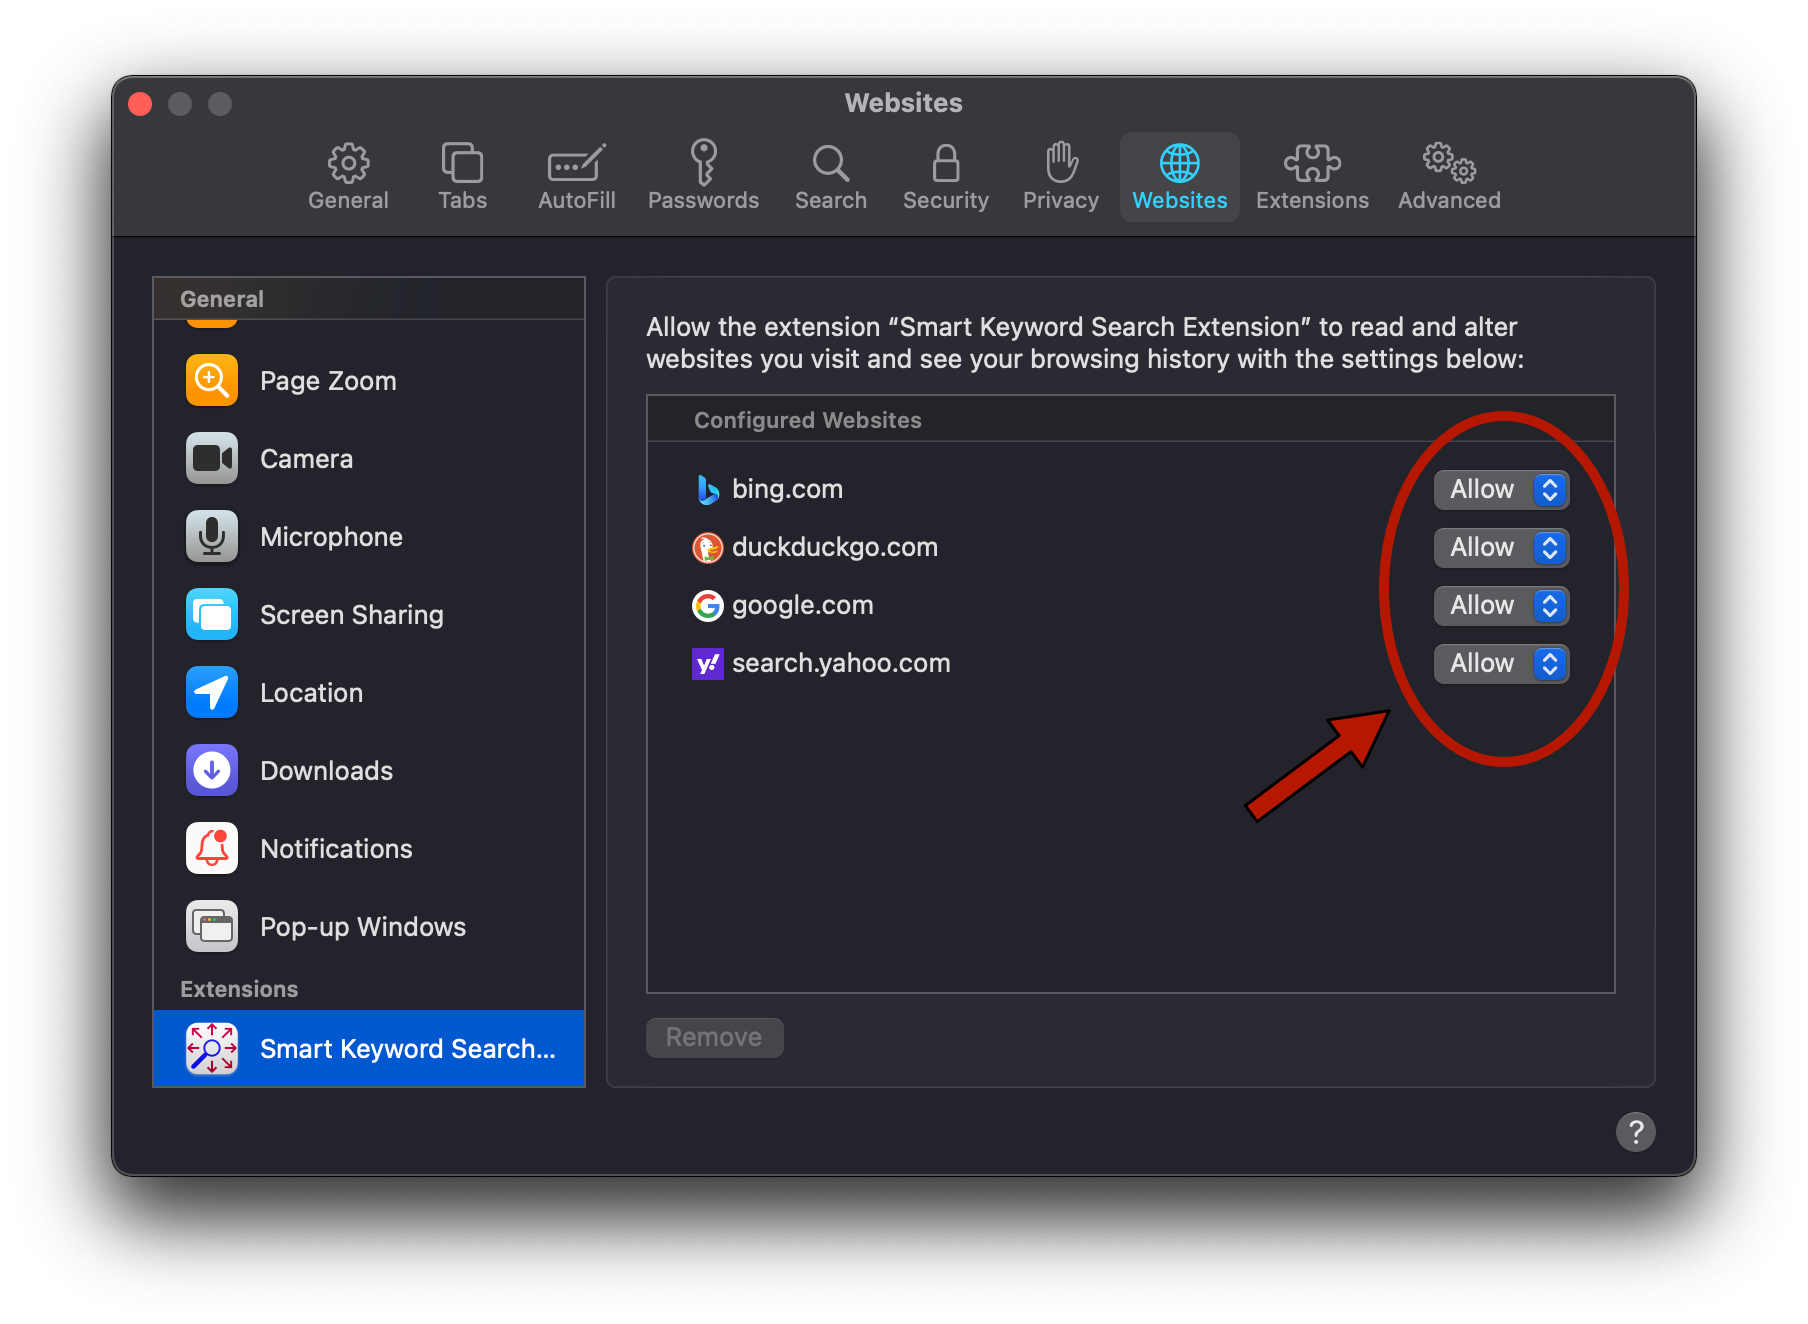 Websites
General
Tabs
AutoFill
Passwords
Search
Security
Privacy
Websites
Extensions
Advanced
General
Page Zoom
Camera
Microphone
Screen Sharing
Location
Downloads
Notifications
Pop-up Windows
Extensions
Smart Keyword Search...
Allow the extension “Smart Keyword Search Extension” to read and alter
websites you visit and see your browsing history with the settings below:
Configured Websites
bing.com Allow
duckduckgo.com Allow
google.com Allow
y! search.yahoo.com Allow
Remove
?